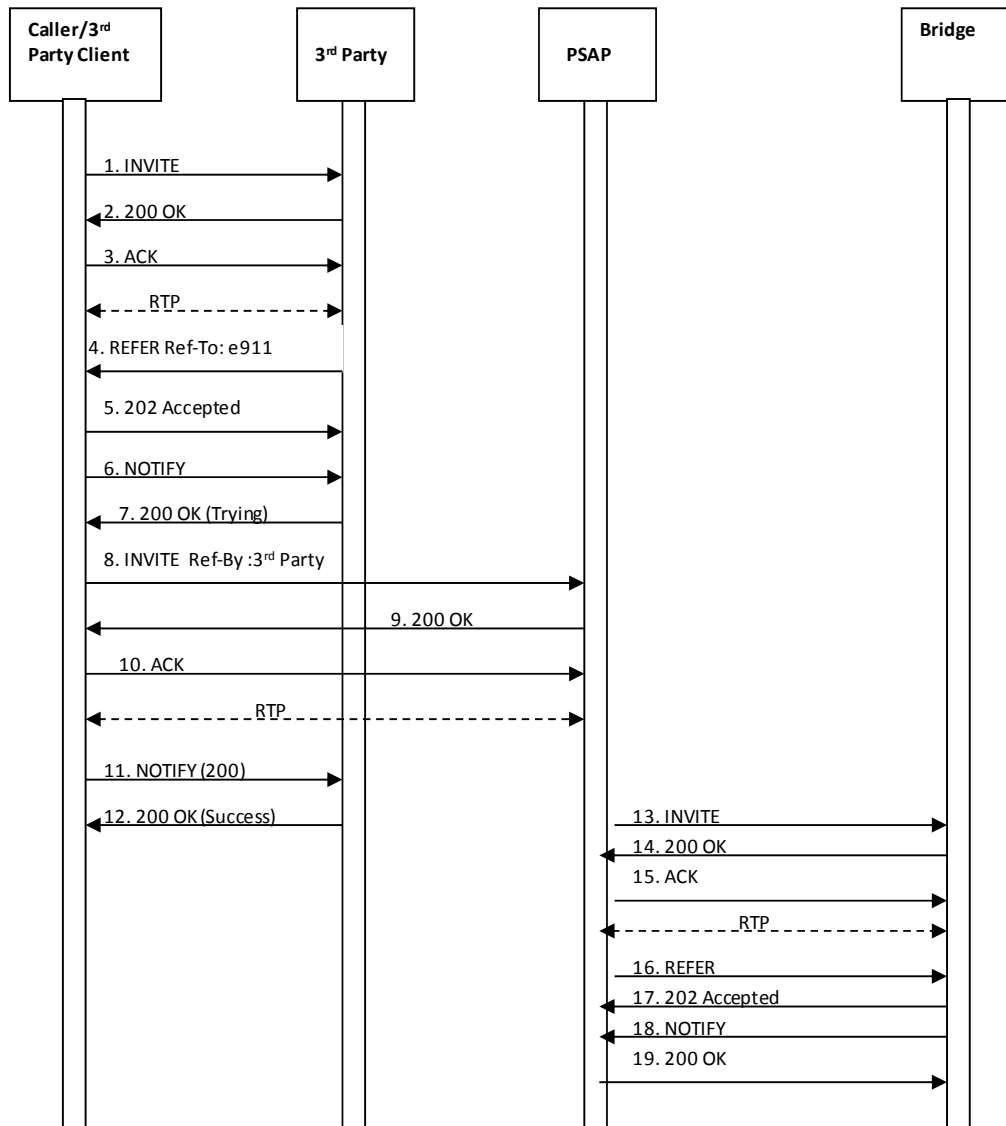 Caller/3rd
Party Client
3rd Party
PSAP
Bridge
1. INVITE
2. 200 OK
3. ACK
RTP
4. REFER Ref-To: e911
5. 202 Accepted
6. NOTIFY
7. 200 OK (Trying)
8. INVITE Ref-By :3rd Party
9. 200 OK
10. ACK
RTP
11. NOTIFY (200)
12. 200 OK (Success)
13. INVITE
14. 200 OK
15. ACK
RTP
16. REFER
17. 202 Accepted
18. NOTIFY
19. 200 OK